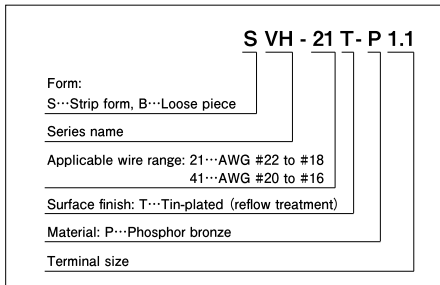 S VH - 21 T - P 1.1
Form:
S⋯Strip form, B⋯Loose piece
Series name
Applicable wire range: 21⋯AWG #22 to #18
41⋯AWG #20 to #16
Surface finish: T⋯Tin-plated (reflow treatment)
Material: P⋯Phosphor bronze
Terminal size